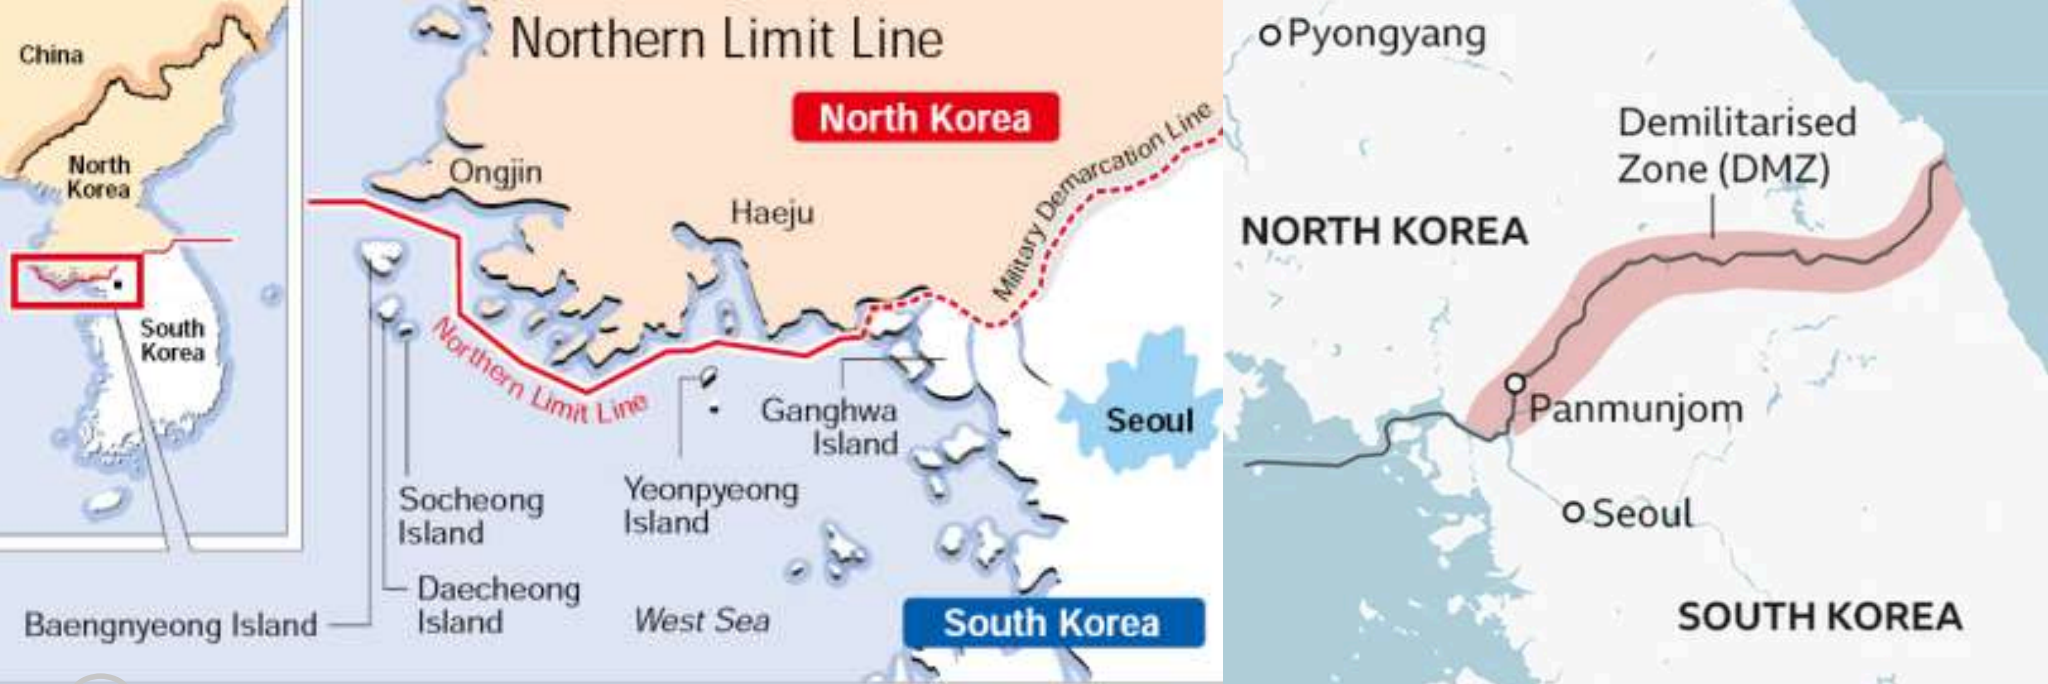 China
North
Korea
South
Korea
Northern Limit Line
North Korea
Military Demarcation Line
Ongjin
Haeju
Northern Limit Line
Seoul
Ganghwa
Island
Yeonpyeong
Island
Socheong
Island
Daecheong
Island
Baengnyeong Island
West Sea
South Korea
Pyongyang
Demilitarised
Zone (DMZ)
NORTH KOREA
Panmunjom
Seoul
SOUTH KOREA